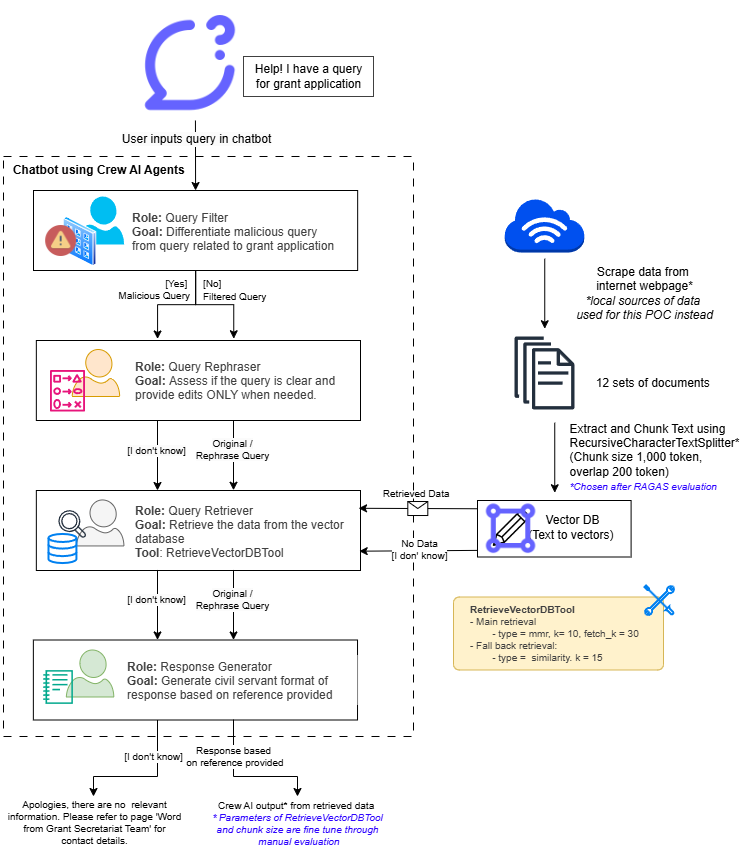 Help! I have a query
for grant application
User inputs query in chatbot
Chatbot using Crew AI Agents
Role: Query Filter
Goal: Differentiate malicious query
from query related to grant application
[Yes]
Malicious Query
[No]
Filtered Query
Role: Query Rephraser
Goal: Assess if the query is clear and
provide edits ONLY when needed.
[I don't know]
Original /
Rephrase Query
Role: Query Retriever
Goal: Retrieve the data from the vector
database
Tool: RetrieveVectorDBTool
[I don't know]
Original /
Rephrase Query
Role: Response Generator
Goal: Generate civil servant format of
response based on reference provided
[I don't know]
Response based
on reference provided
Apologies, there are no  relevant
information. Please refer to page 'Word
from Grant Secretariat Team' for
contact details.
Crew AI output* from retrieved data
* Parameters of RetrieveVectorDBTool
and chunk size are fine tune through
manual evaluation
Scrape data from
internet webpage*
*local sources of data
used for this POC instead
12 sets of documents
Extract and Chunk Text using
RecursiveCharacterTextSplitter*
(Chunk size 1,000 token,
overlap 200 token)
*Chosen after RAGAS evaluation
Retrieved Data
No Data
[I don' know]
Vector DB
(Text to vectors)
RetrieveVectorDBTool
- Main retrieval
- type = mmr, k= 10, fetch_k = 30
- Fall back retrieval:
- type =  similarity. k = 15